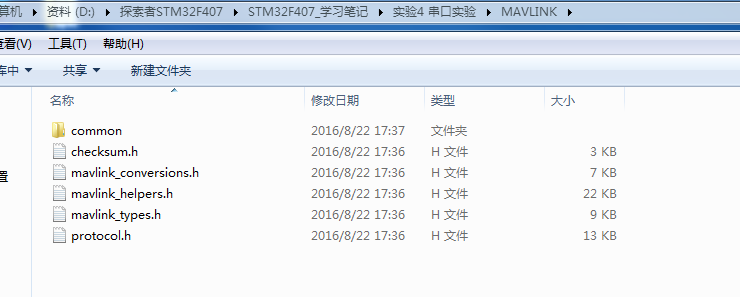 算机 资料 (D:) 探索者STM32F407 STM32F407_学习笔记 实验4 串口实验 MAVLINK
查看(V) 工具(T) 帮助(H)
库中 共享 新建文件夹
名称 修改日期 类型 大小
common 2016/8/22 17:37 文件夹
checksum.h 2016/8/22 17:36 H 文件 3 KB
mavlink_conversions.h 2016/8/22 17:36 H 文件 7 KB
置
mavlink_helpers.h 2016/8/22 17:36 H 文件 22 KB
mavlink_types.h 2016/8/22 17:36 H 文件 9 KB
protocol.h 2016/8/22 17:36 H 文件 13 KB